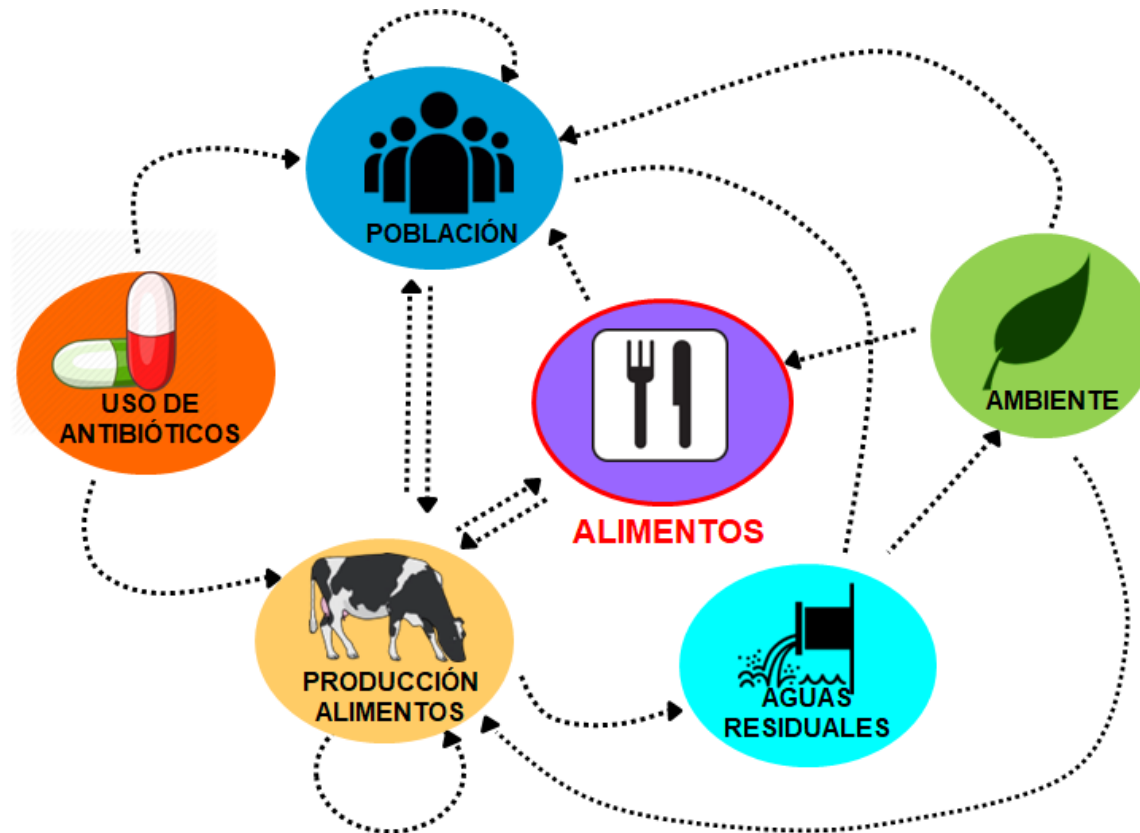 POBLACIÓN
USO DE
ANTIBIÓTICOS
AMBIENTE
ALIMENTOS
PRODUCCIÓN
ALIMENTOS
AGUAS
RESIDUALES